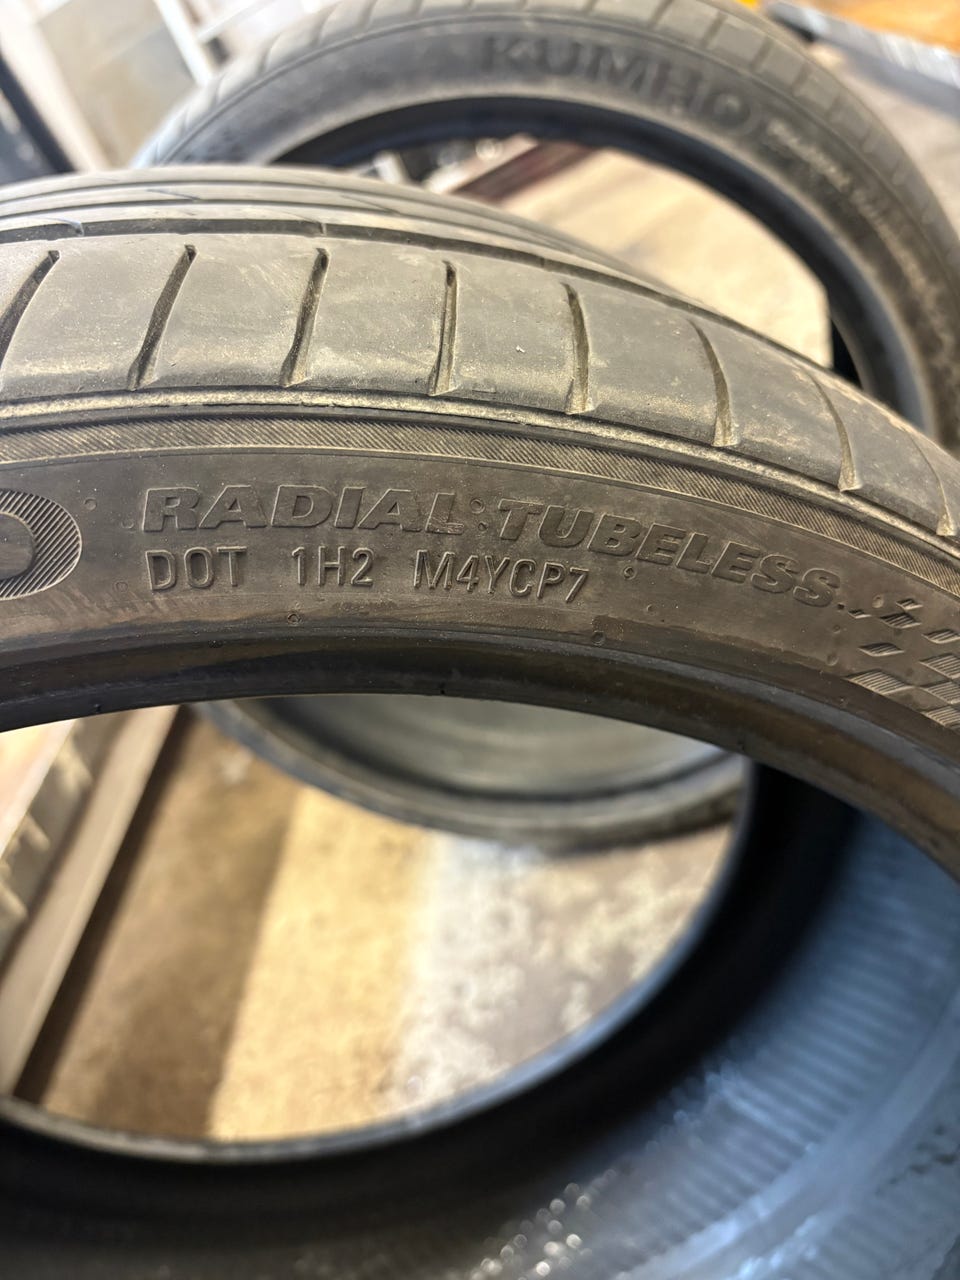 KUMHO
RADIAL TUBELESS
DOT 1H2 M4YCP7